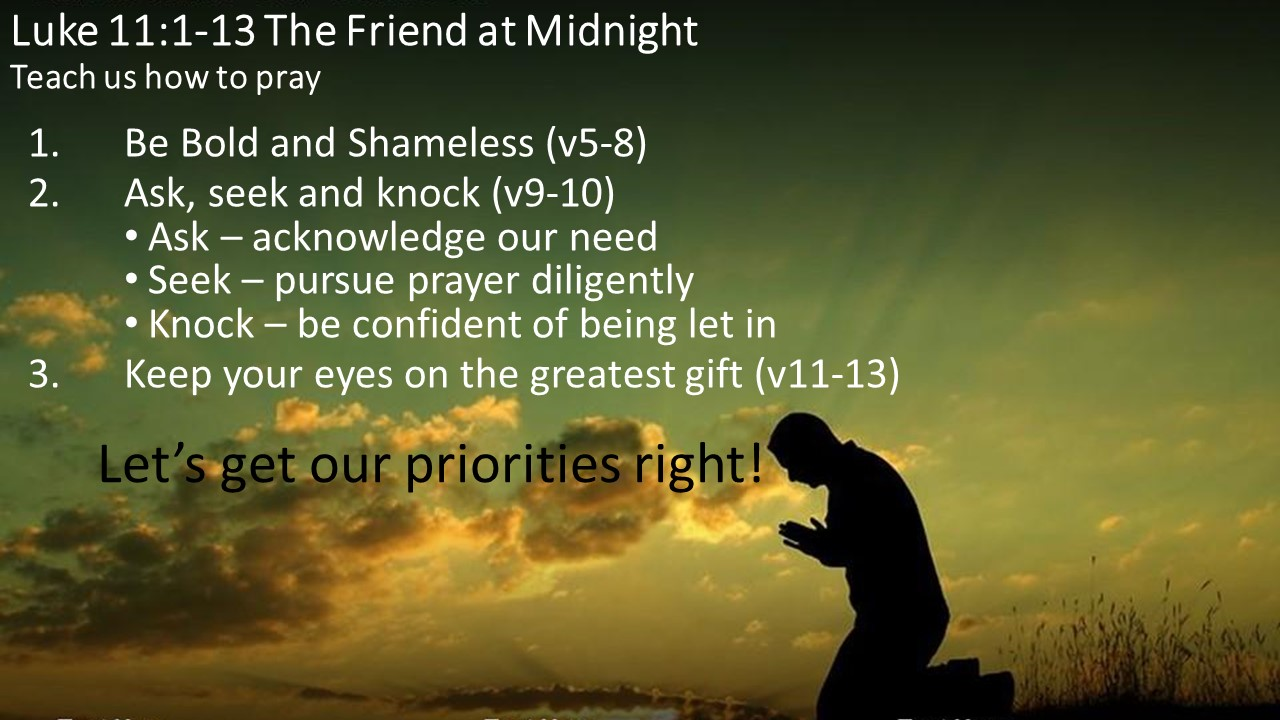 Luke 11:1-13 The Friend at Midnight
Teach us how to pray
1. Be Bold and Shameless (v5-8)
2. Ask, seek and knock (v9-10)
• Ask – acknowledge our need
• Seek – pursue prayer diligently
• Knock – be confident of being let in
3. Keep your eyes on the greatest gift (v11-13)
Let’s get our priorities right!